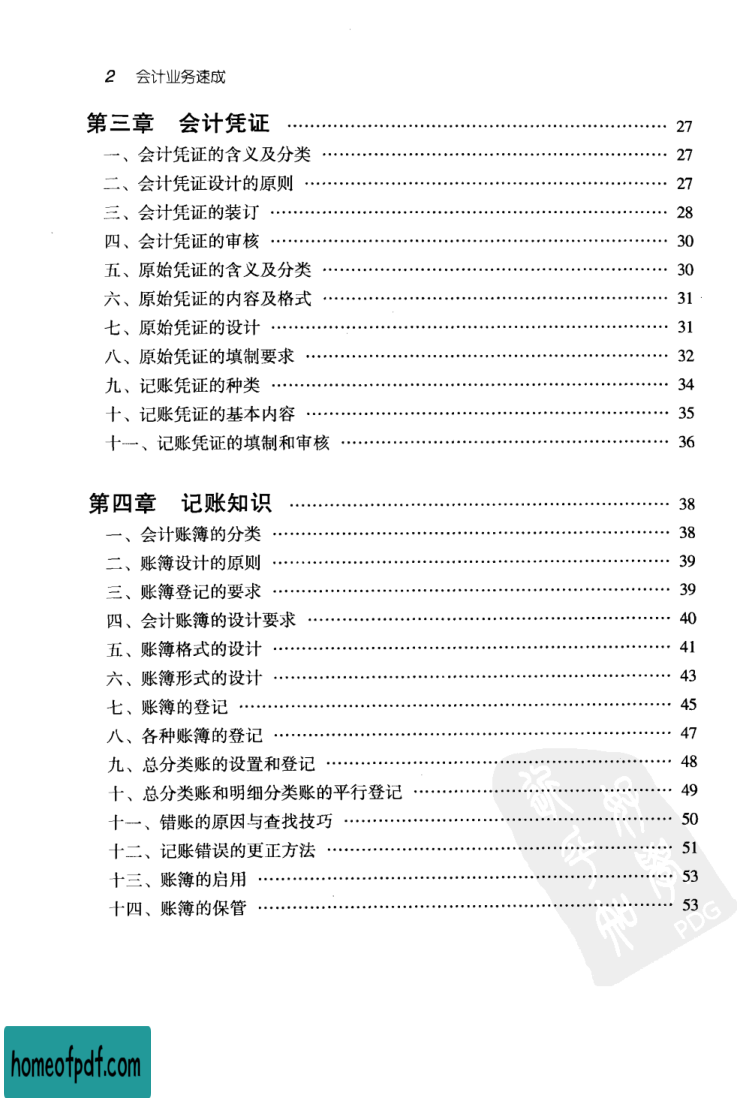 2 会计业务速成
第三章 会计凭证 …… 27
一、会计凭证的含义及分类 …… 27
二、会计凭证设计的原则 …… 27
三、会计凭证的装订 …… 28
四、会计凭证的审核 …… 30
五、原始凭证的含义及分类 …… 30
六、原始凭证的内容及格式 …… 31
七、原始凭证的设计 …… 31
八、原始凭证的填制要求 …… 32
九、记账凭证的种类 …… 34
十、记账凭证的基本内容 …… 35
十一、记账凭证的填制和审核 …… 36
第四章 记账知识 …… 38
一、会计账簿的分类 …… 38
二、账簿设计的原则 …… 39
三、账簿登记的要求 …… 39
四、会计账簿的设计要求 …… 40
五、账簿格式的设计 …… 41
六、账簿形式的设计 …… 43
七、账簿的登记 …… 45
八、各种账簿的登记 …… 47
九、总分类账的设置和登记 …… 48
十、总分类账和明细分类账的平行登记 …… 49
十一、错账的原因与查找技巧 …… 50
十二、记账错误的更正方法 …… 51
十三、账簿的启用 …… 53
十四、账簿的保管 …… 53
PDG
homeofpdf.com